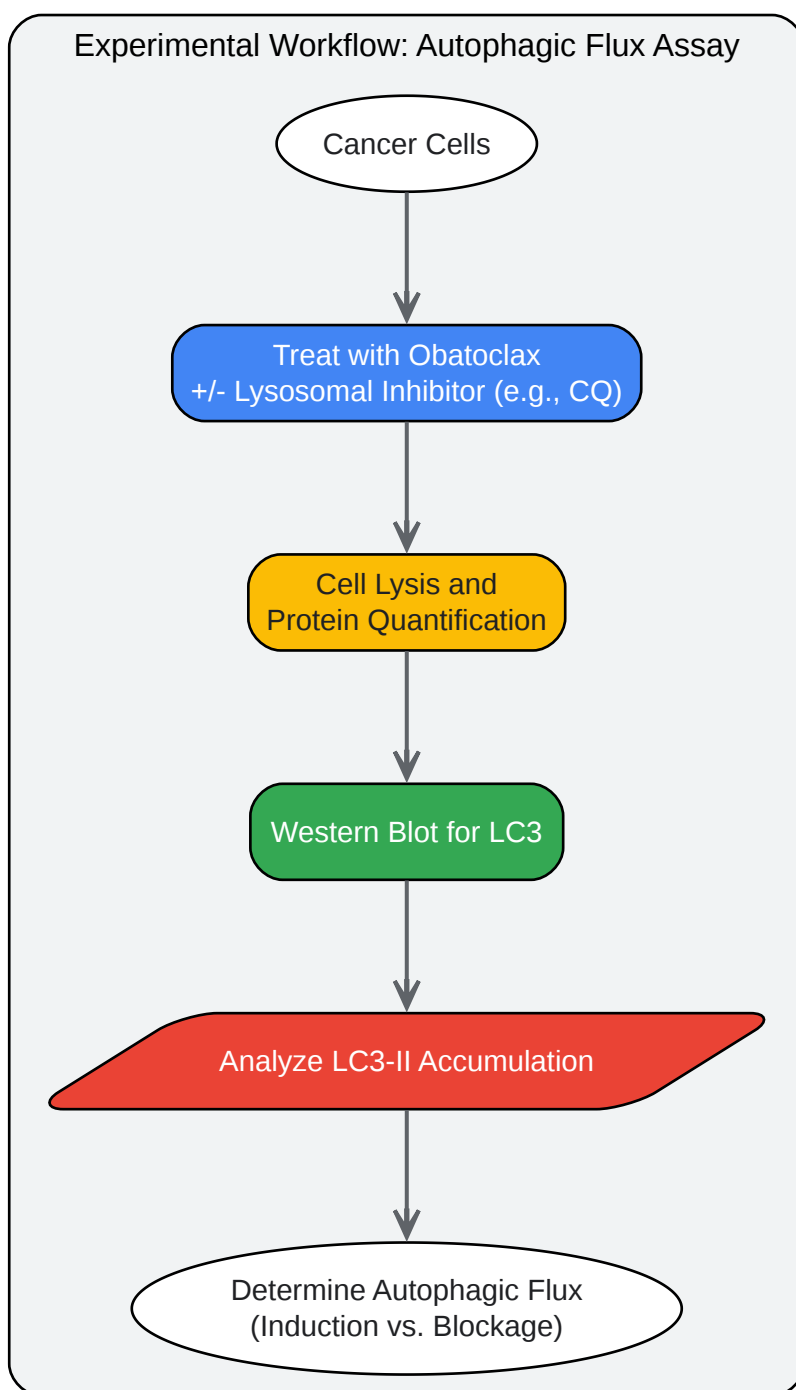 Experimental Workflow: Autophagic Flux Assay
Cancer Cells
Treat with Obatoclax
+/- Lysosomal Inhibitor (e.g., CQ)
Cell Lysis and
Protein Quantification
Western Blot for LC3
Analyze LC3-II Accumulation
Determine Autophagic Flux
(Induction vs. Blockage)